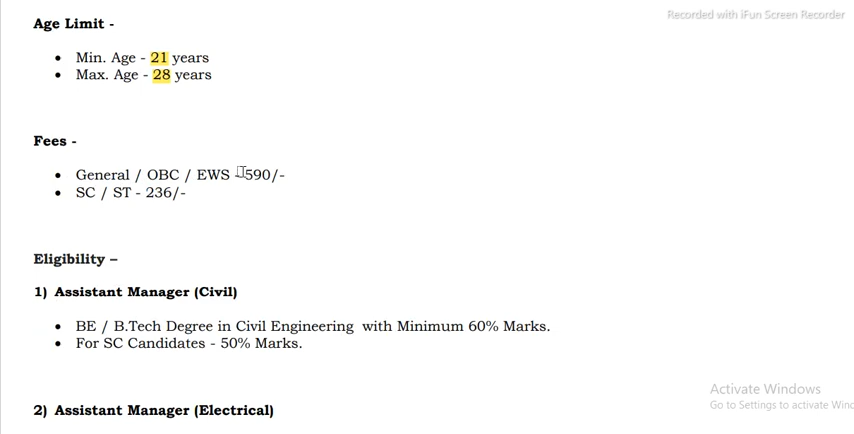 Recorded with iFun Screen Recorder
Age Limit -
• Min. Age - 21 years
• Max. Age - 28 years
Fees -
• General / OBC / EWS - 590/-
• SC / ST - 236/-
Eligibility –
1) Assistant Manager (Civil)
• BE / B.Tech Degree in Civil Engineering with Minimum 60% Marks.
• For SC Candidates - 50% Marks.
Activate Windows
Go to Settings to activate Winc
2) Assistant Manager (Electrical)